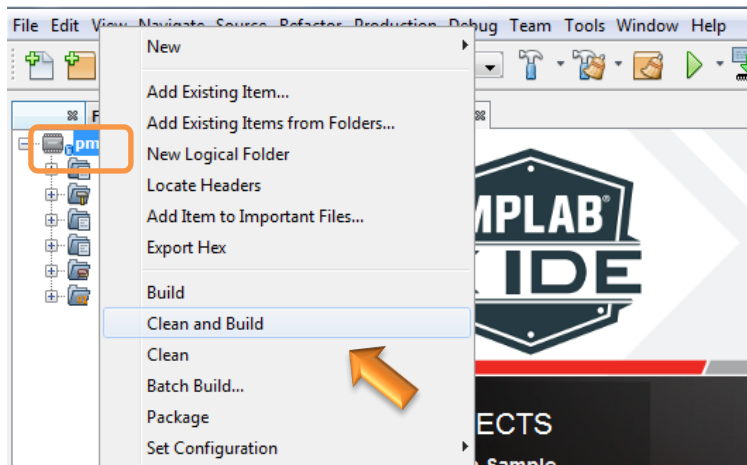 File Edit View Navigate Source Refactor Production Debug Team Tools Window Help
New
Add Existing Item...
Add Existing Items from Folders...
New Logical Folder
Locate Headers
Add Item to Important Files...
Export Hex
Build
Clean and Build
Clean
Batch Build...
Package
Set Configuration
F
pm
MPLAB®
IDE
ECTS
Sample